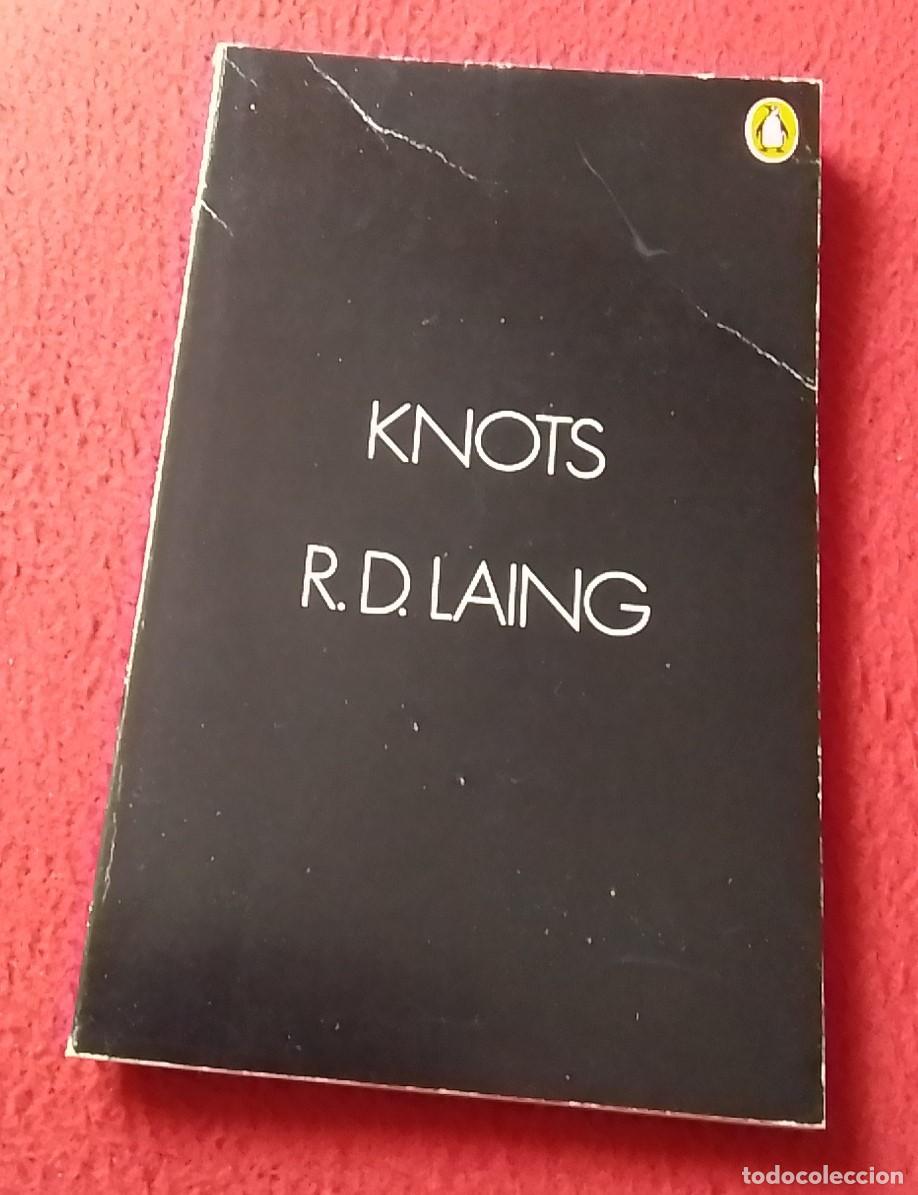 KNOTS
R. D. LAING
todocoleccion